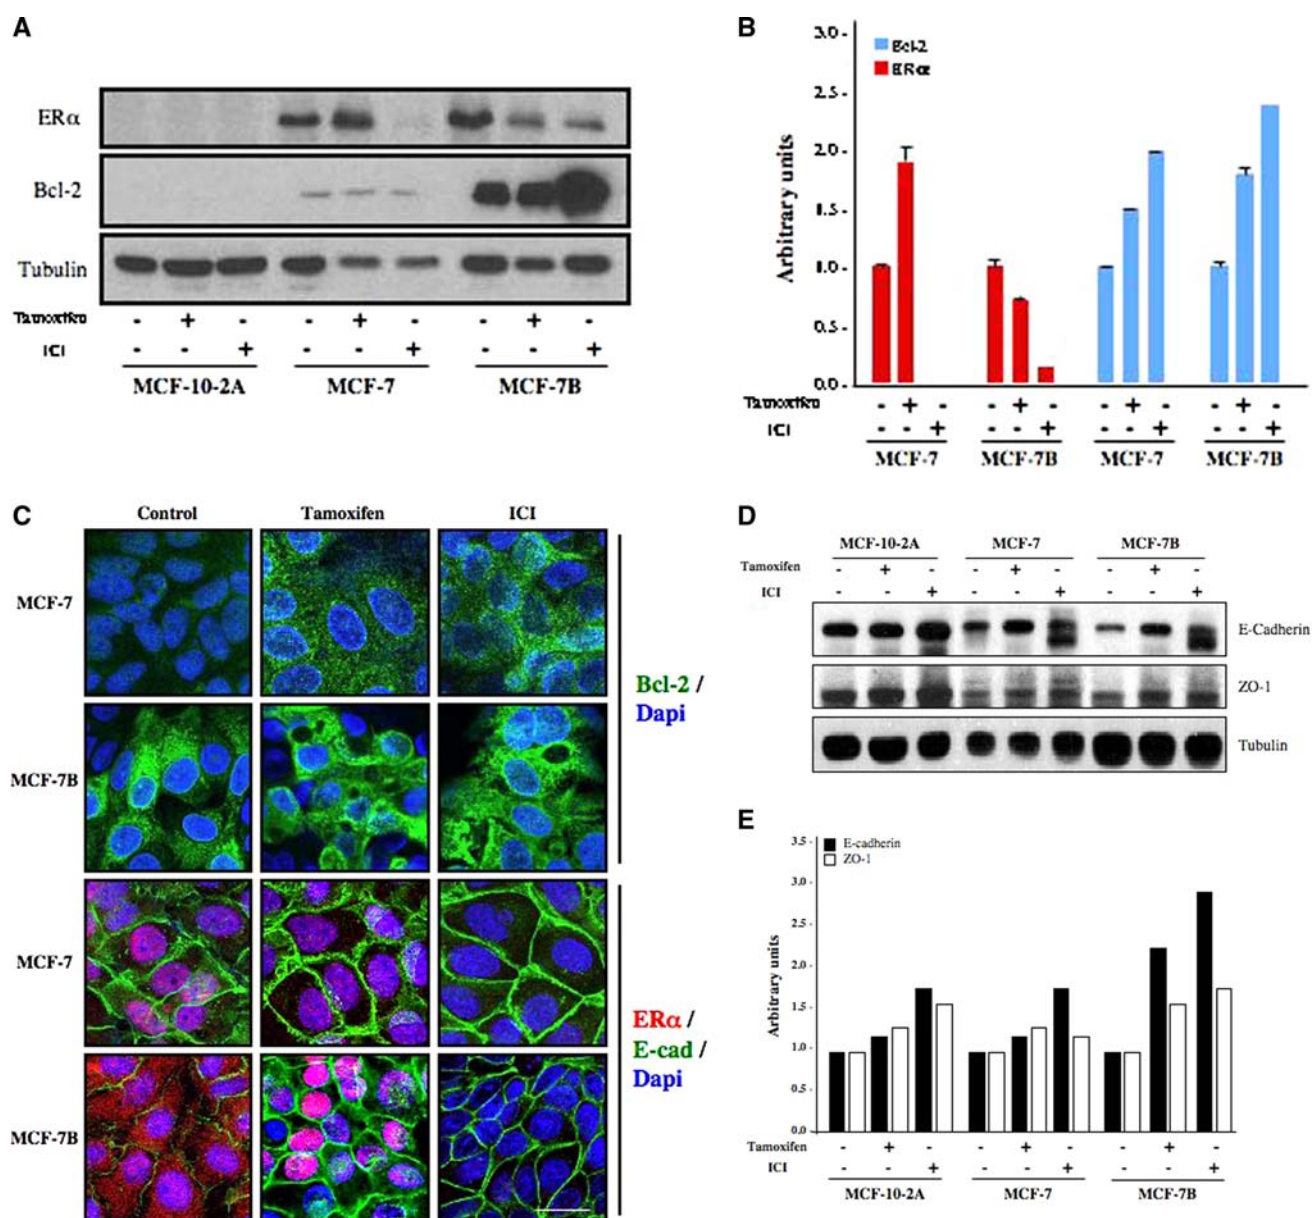 A
ERα
Bcl-2
Tubulin
Tamoxifen - + - - + - - + -
ICI - - + - - + - - +
MCF-10-2A MCF-7 MCF-7B
B
3.0
2.5
2.0
1.5
1.0
0.5
0.0
Arbitrary units
Bcl-2
ERα
Tamoxifen - + - - + - - + - - + -
ICI - - + - - + - - + - - +
MCF-7 MCF-7B MCF-7 MCF-7B
C
Control Tamoxifen ICI
MCF-7
MCF-7B
Bcl-2 /
Dapi
MCF-7
MCF-7B
ERα /
E-cad /
Dapi
D
MCF-10-2A MCF-7 MCF-7B
Tamoxifen - + - - + - - + -
ICI - - + - - + - - +
E-Cadherin
ZO-1
Tubulin
E
3.5
3.0
2.5
2.0
1.5
1.0
0.5
0.0
Arbitrary units
E-cadherin
ZO-1
Tamoxifen - + - - + - - + -
ICI - - + - - + - - +
MCF-10-2A MCF-7 MCF-7B